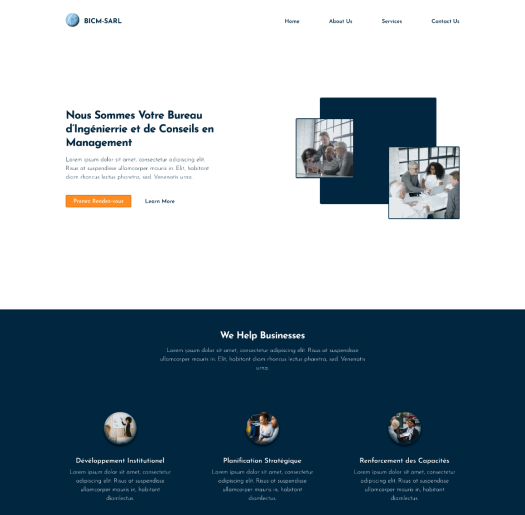 BICM-SARL
Home About Us Services Contact Us
Nous Sommes Votre Bureau
d'Ingénierrie et de Conseils en
Management
Lorem ipsum dolor sit amet, consectetur adipiscing elit.
Risus at suspendisse ullamcorper mauris in. Elit, habitant
diam rhoncus lectus pharetra, sed. Venenatis urna.
Prenez Rendez-vous Learn More
We Help Businesses
Lorem ipsum dolor sit amet, consectetur adipiscing elit. Risus at suspendisse
ullamcorper mauris in. Elit, habitant diam rhoncus lectus pharetra, sed. Venenatis
urna.
Développement Institutionel
Lorem ipsum dolor sit amet, consectetur
adipiscing elit. Risus at suspendisse
ullamcorper mauris in, habitant
diamlectus.
Planification Stratégique
Lorem ipsum dolor sit amet, consectetur
adipiscing elit. Risus at suspendisse
ullamcorper mauris in, habitant
diamlectus.
Renforcement des Capacités
Lorem ipsum dolor sit amet, consectetur
adipiscing elit. Risus at suspendisse
ullamcorper mauris in, habitant
diamlectus.